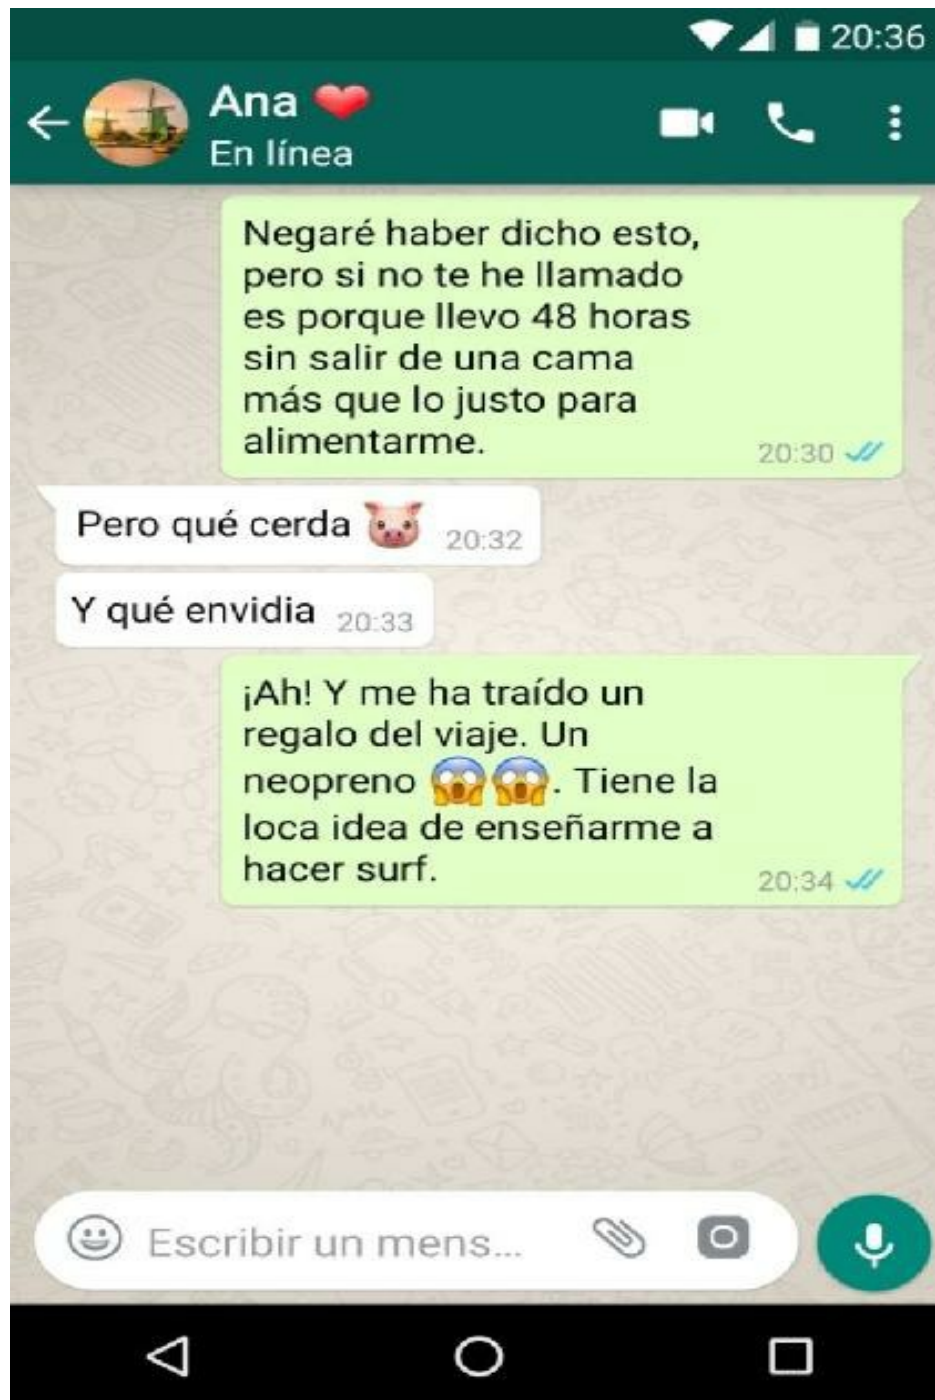 20:36
Ana ❤
En línea
Negaré haber dicho esto,
pero si no te he llamado
es porque llevo 48 horas
sin salir de una cama
más que lo justo para
alimentarme.
20:30
Pero qué cerda 🐷 20:32
Y qué envidia 20:33
¡Ah! Y me ha traído un
regalo del viaje. Un
neopreno 😱😱. Tiene la
loca idea de enseñarme a
hacer surf.
20:34
Escribir un mens...